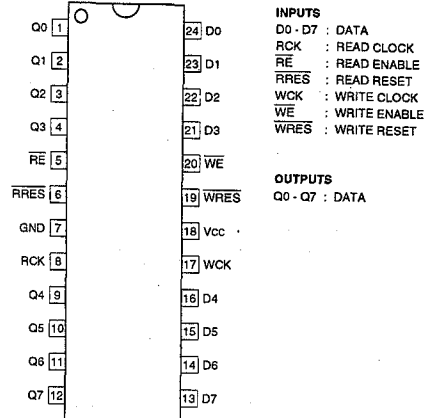 Q0 1 24 D0
Q1 2 23 D1
Q2 3 22 D2
Q3 4 21 D3
RE 5 20 WE
RRES 6 19 WRES
GND 7 18 Vcc
RCK 8 17 WCK
Q4 9 16 D4
Q5 10 15 D5
Q6 11 14 D6
Q7 12 13 D7
INPUTS
D0 - D7 : DATA
RCK : READ CLOCK
RE : READ ENABLE
RRES : READ RESET
WCK : WRITE CLOCK
WE : WRITE ENABLE
WRES : WRITE RESET
OUTPUTS
Q0 - Q7 : DATA